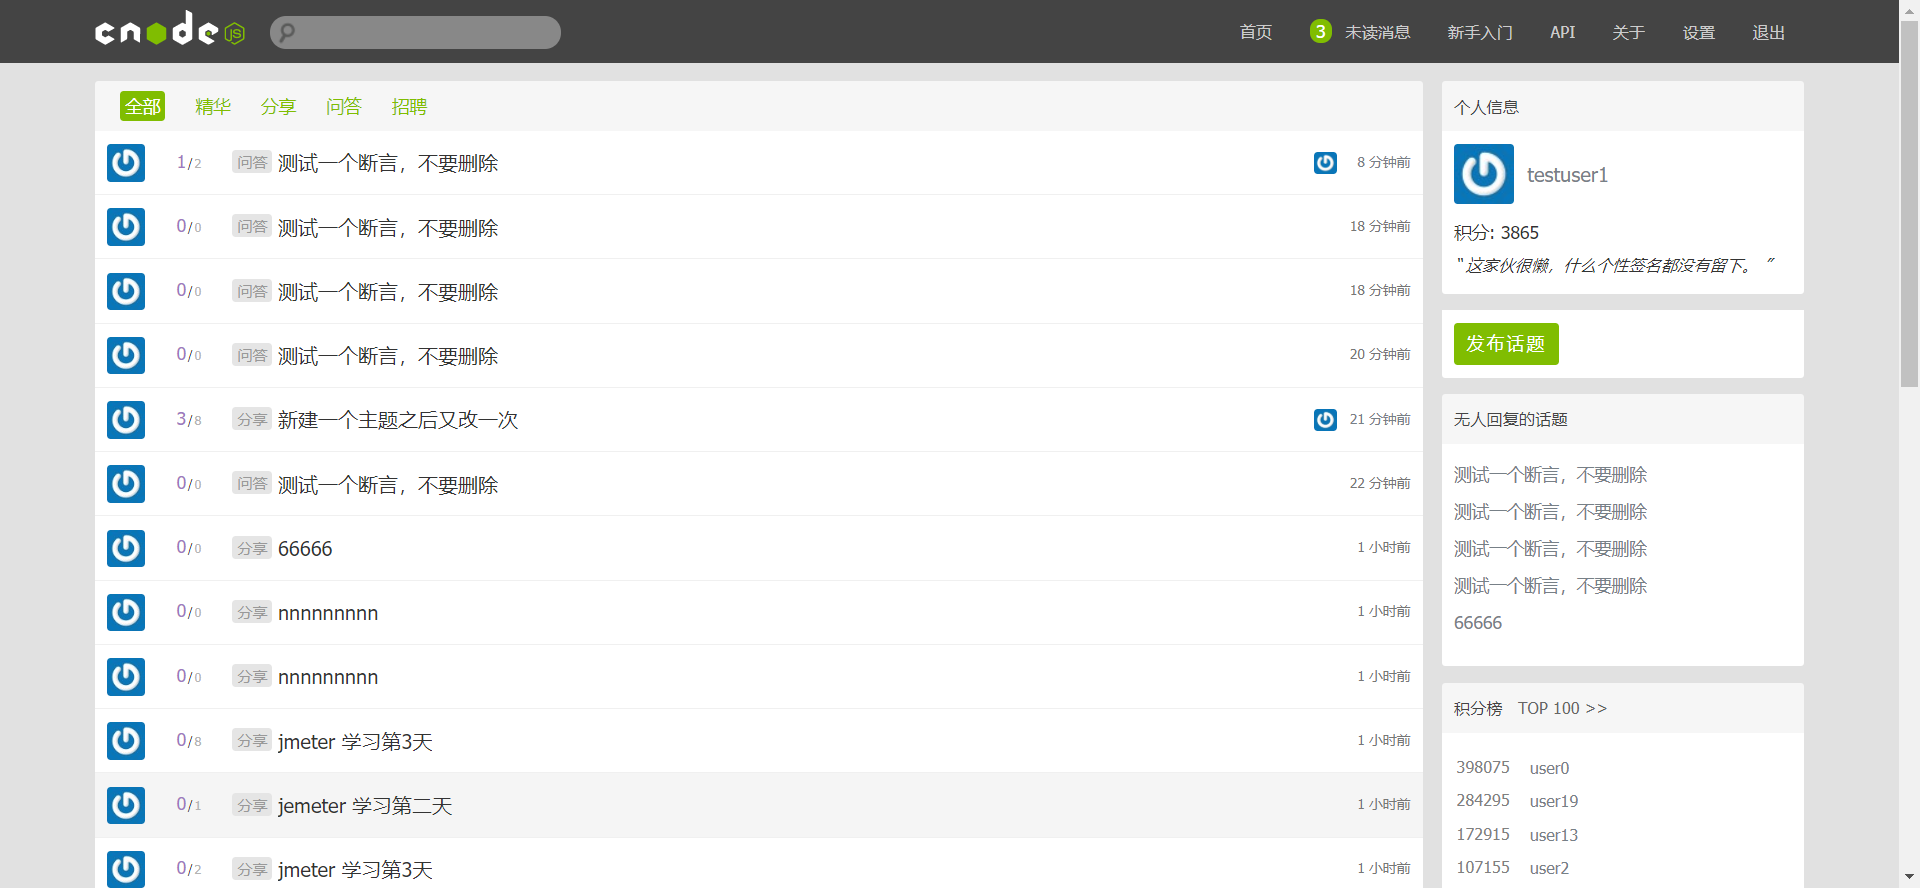 cnode JS
首页 3 未读消息 新手入门 API 关于 设置 退出
全部 精华 分享 问答 招聘
1/2 问答 测试一个断言，不要删除 8 分钟前
0/0 问答 测试一个断言，不要删除 18 分钟前
0/0 问答 测试一个断言，不要删除 18 分钟前
0/0 问答 测试一个断言，不要删除 20 分钟前
3/8 分享 新建一个主题之后又改一次 21 分钟前
0/0 问答 测试一个断言，不要删除 22 分钟前
0/0 分享 66666 1 小时前
0/0 分享 nnnnnnnnn 1 小时前
0/0 分享 nnnnnnnnn 1 小时前
0/8 分享 jmeter 学习第3天 1 小时前
0/1 分享 jemeter 学习第二天 1 小时前
0/2 分享 jmeter 学习第3天 1 小时前
个人信息
testuser1
积分: 3865
“ 这家伙很懒，什么个性签名都没有留下。 ”
发布话题
无人回复的话题
测试一个断言，不要删除
测试一个断言，不要删除
测试一个断言，不要删除
测试一个断言，不要删除
66666
积分榜 TOP 100 >>
398075 user0
284295 user19
172915 user13
107155 user2